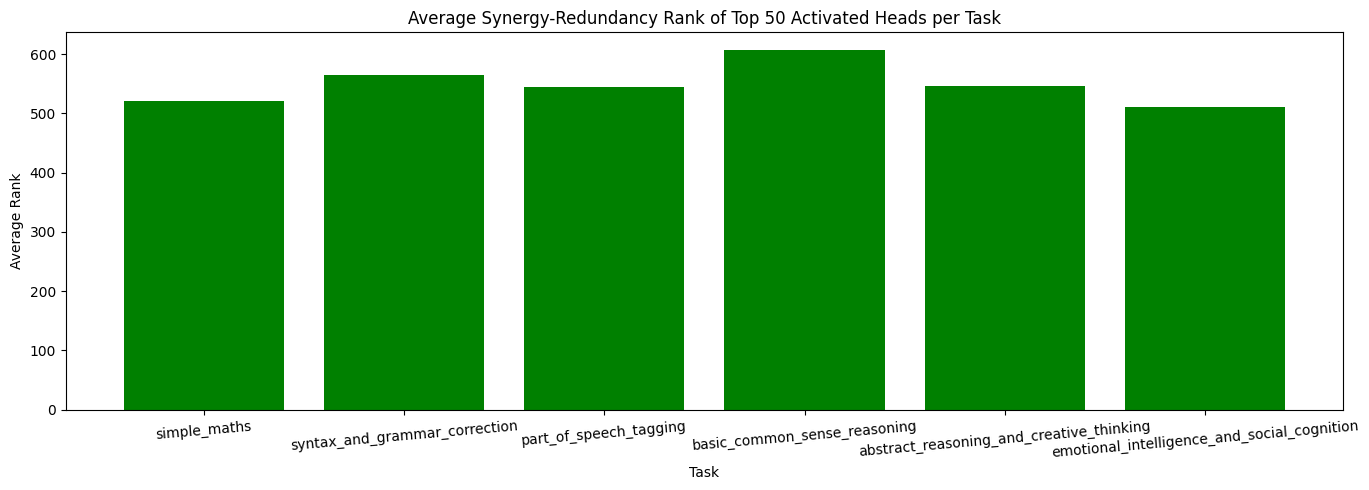 Average Synergy-Redundancy Rank of Top 50 Activated Heads per Task
Average Rank
600
500
400
300
200
100
0
simple_maths
syntax_and_grammar_correction
part_of_speech_tagging
basic_common_sense_reasoning
abstract_reasoning_and_creative_thinking
emotional_intelligence_and_social_cognition
Task